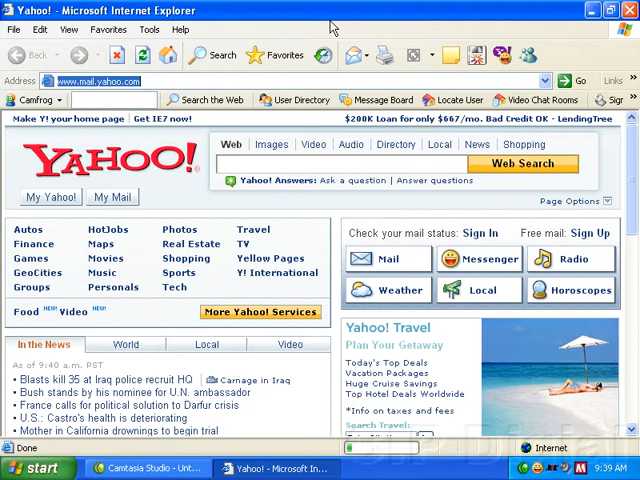 Yahoo! - Microsoft Internet Explorer
File Edit View Favorites Tools Help
Back Search Favorites
Address www.mail.yahoo.com Go Links
Camfrog Search the Web User Directory Message Board Locate User Video Chat Rooms Sigr
Make Y! your home page | Get IE7 now! $200K Loan for only $667/mo. Bad Credit OK - LendingTree
YAHOO!
Web Images Video Audio Directory Local News Shopping
Web Search
Yahoo! Answers: Ask a question | Answer questions
My Yahoo! My Mail
Page Options
Autos HotJobs Photos Travel
Finance Maps Real Estate TV
Games Movies Shopping Yellow Pages
GeoCities Music Sports Y! International
Groups Personals Tech
Food NEW! Video NEW! More Yahoo! Services
Check your mail status: Sign In Free mail: Sign Up
Mail Messenger Radio
Weather Local Horoscopes
In the News World Local Video
As of 9:40 a.m. PST
• Blasts kill 35 at Iraq police recruit HQ Carnage in Iraq
• Bush stands by his nominee for U.N. ambassador
• France calls for political solution to Darfur crisis
• U.S.: Castro's health is deteriorating
• Mother in California drownings to begin trial
Yahoo! Travel
Plan Your Getaway
Today's Top Deals
Vacation Packages
Huge Cruise Savings
Top Hotel Deals Worldwide
*Info on taxes and fees
Search Travel:
Done Internet
start Camtasia Studio - Unt... Yahoo! - Microsoft In... 9:39 AM